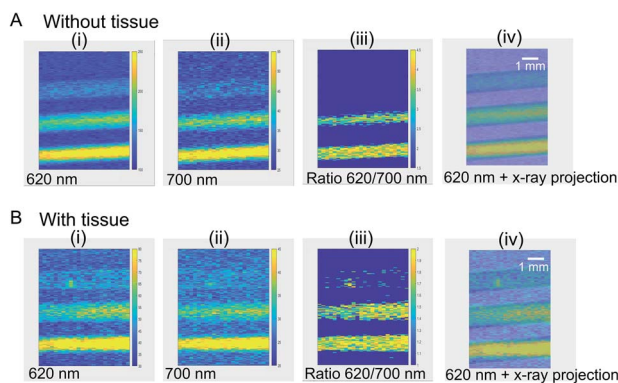 A Without tissue
(i) (ii) (iii) (iv)
1 mm
620 nm 700 nm Ratio 620/700 nm 620 nm + x-ray projection
B With tissue
(i) (ii) (iii) (iv)
1 mm
620 nm 700 nm Ratio 620/700 nm 620 nm + x-ray projection